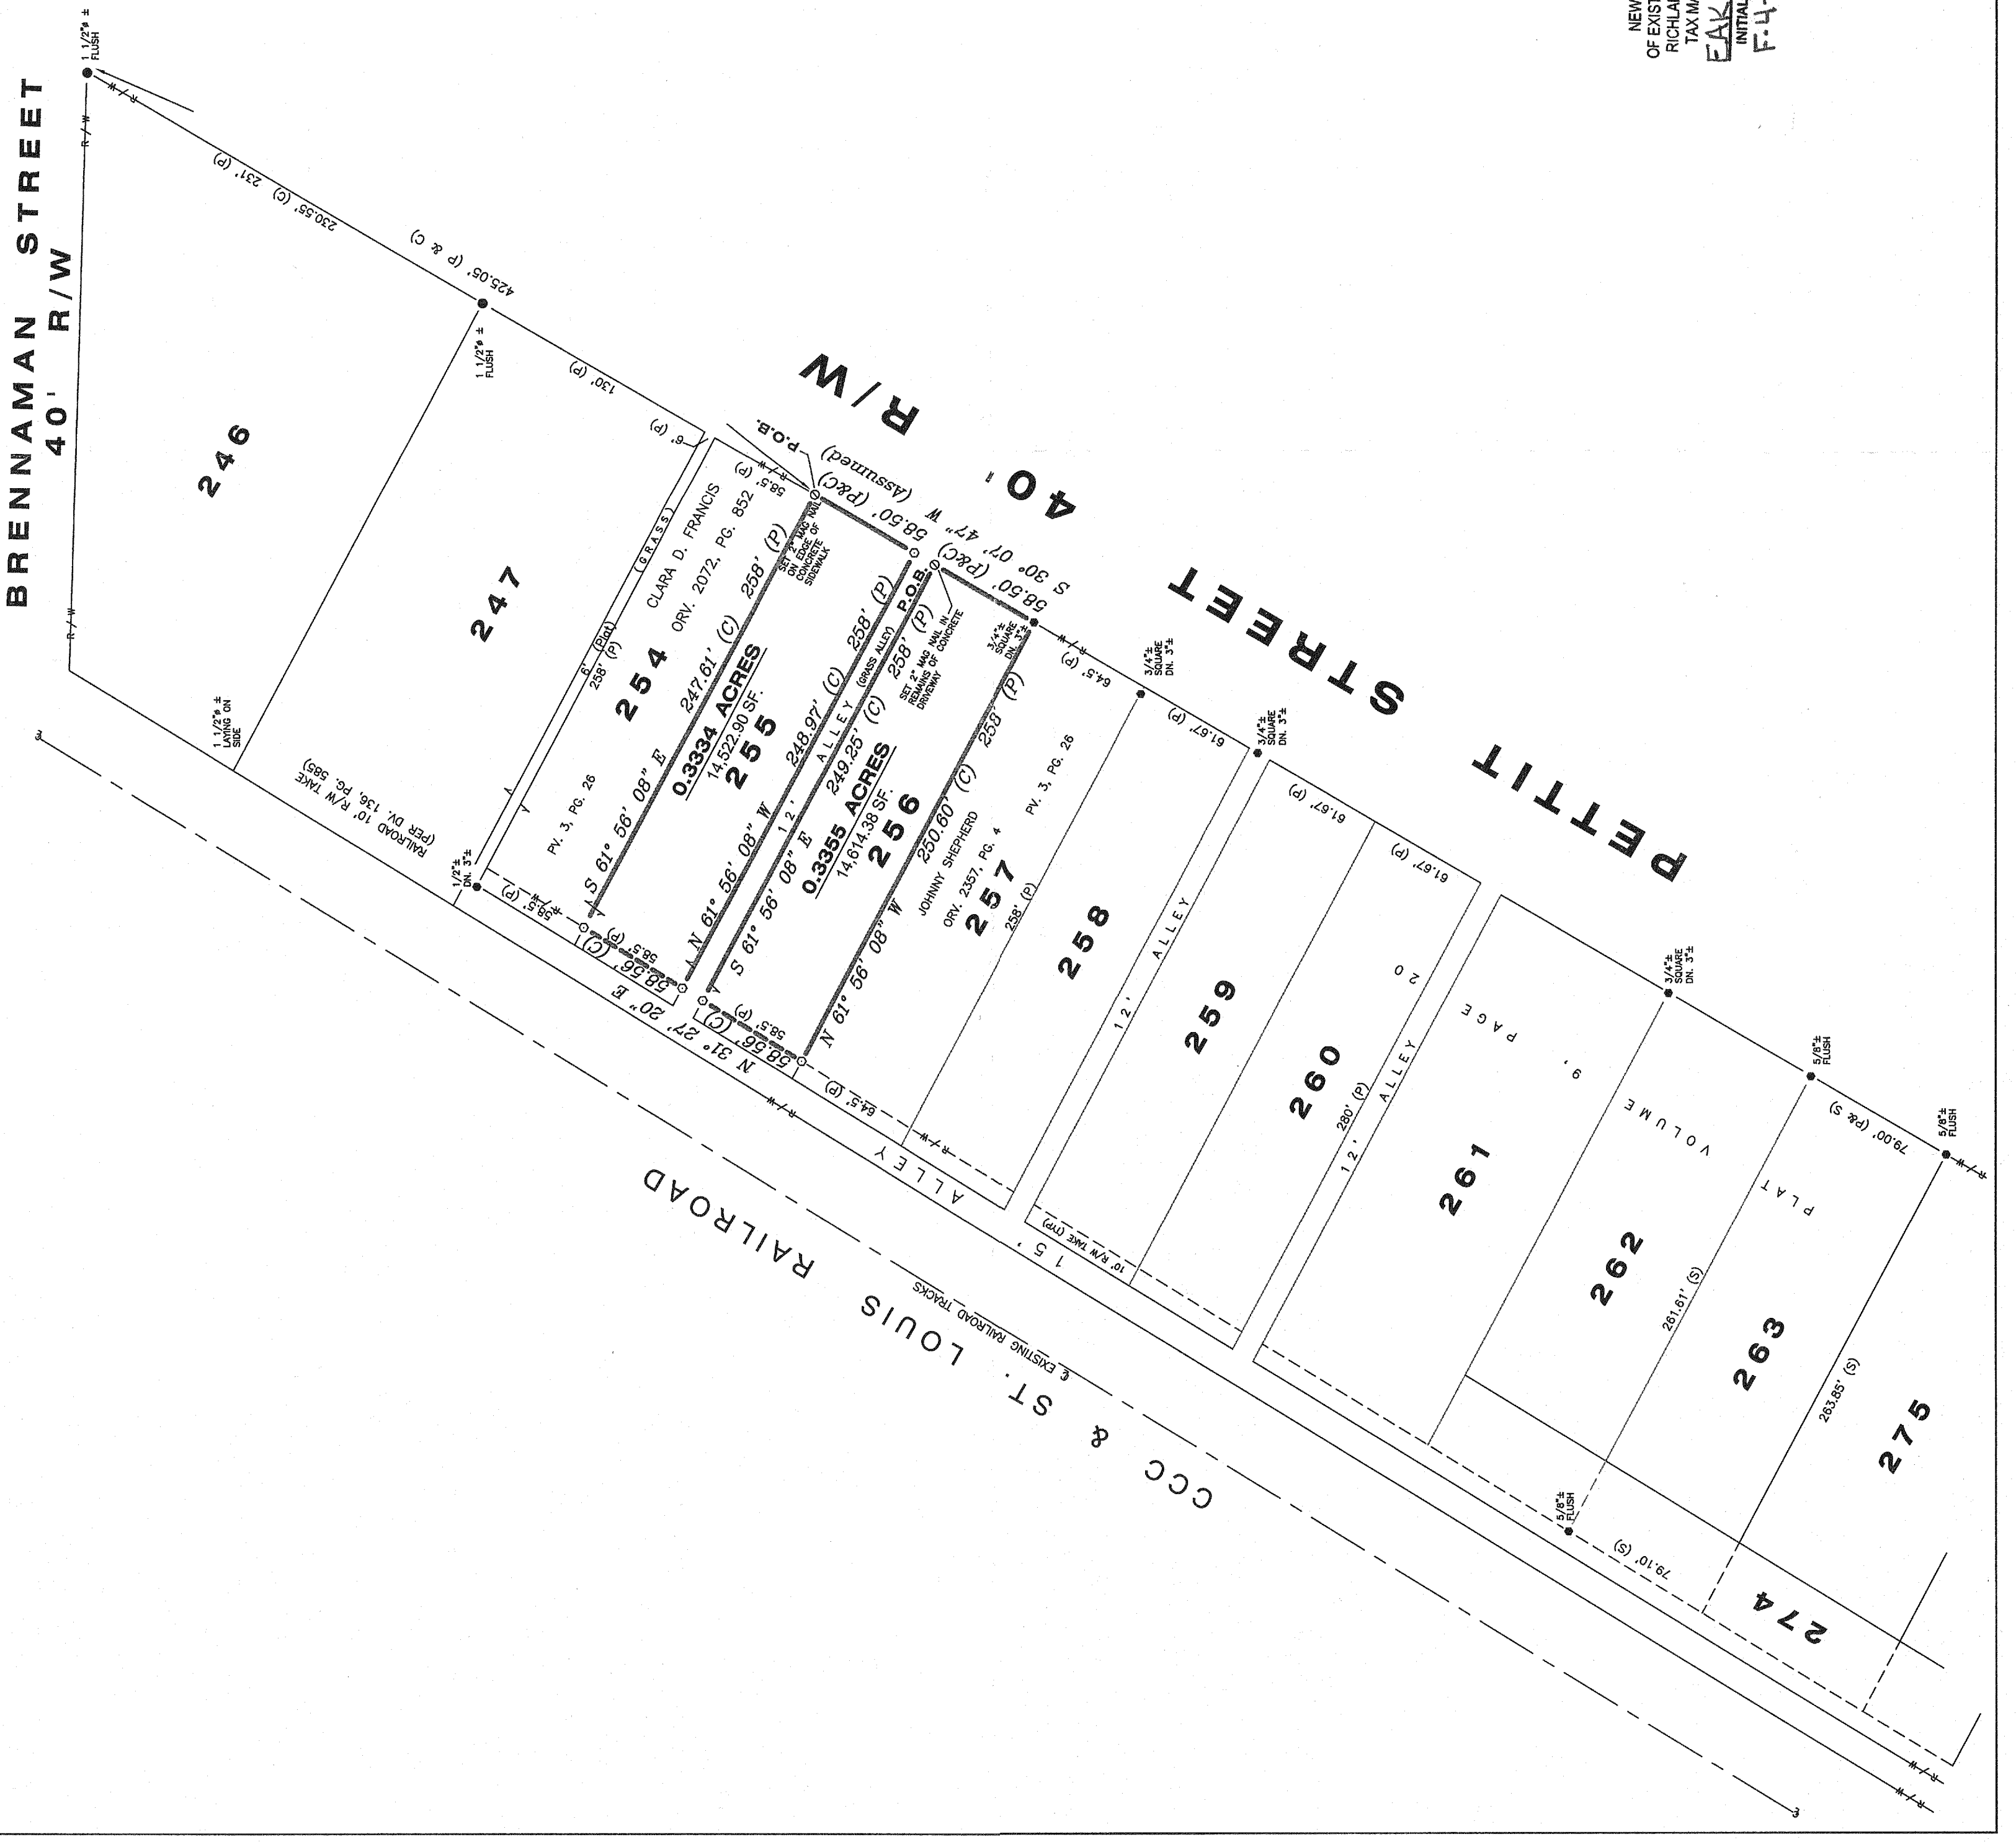 BRENNAMAN STREET
40' R/W
R/W
R/W
1 1/2"ø ±
FLUSH
R/W
231' (P)
230.55' (C)
425.05' (P & C)
NEW
OF EXIST
RICHLA
TAX MA
EAK
INITIAL
F-4-
246
1 1/2"ø ±
FLUSH
1 1/2"ø ±
LAYING ON
SIDE
247
130' (P)
6' (P)
(GRASS)
6' (Plat)
258' (P)
RAILROAD 10' R/W TAKE
(PER DV. 136, PG. 585)
1/2"±
DN. 3"±
CLARA D. FRANCIS
ORV. 2072, PG. 852
254
PV. 3, PG. 26
58.5' (P)
R/W
58.5' (P)
R/W
P.O.B.
S 61° 56' 08" E 247.61' (C) 258' (P)
SET 2" MAG NAIL
ON EDGE OF
CONCRETE
SIDEWALK
0.3334 ACRES
14,522.90 SF.
255
58.50' (P&C)
58.56' (C)
58.5' (P)
N 61° 56' 08" W 248.97' (C) 258' (P)
12' ALLEY (GRASS ALLEY)
P.O.B.
S 61° 56' 08" E 249.25' (C) 258' (P)
SET 2" MAG NAIL IN
REMAINS OF CONCRETE
DRIVEWAY
0.3355 ACRES
14,614.38 SF.
256
58.50' (P&C)
S 30° 07' 47" W
(Assumed)
58.56' (C)
58.5' (P)
N 31° 27' 20" E
N 61° 56' 08" W 250.60' (C) 258' (P)
3/4"±
SQUARE
DN. 3"±
R/W
JOHNNY SHEPHERD
ORV. 2357, PG. 4
PV. 3, PG. 26
257
258' (P)
64.5' (P)
64.5' (P)
R/W
R/W
3/4"±
SQUARE
DN. 3"±
258
61.67' (P)
3/4"±
SQUARE
DN. 3"±
12' ALLEY
259
61.67' (P)
10' R/W TAKE (TYP)
260
61.67' (P)
280' (P)
12' ALLEY
261
3/4"±
SQUARE
DN. 3"±
262
5/8"±
FLUSH
261.61' (S)
5/8"±
FLUSH
263
79.00' (P& S)
5/8"±
FLUSH
R/W
79.10' (S)
263.85' (S)
274
275
PLAT VOLUME 9, PAGE 20
PETTIT STREET 40' R/W
15' ALLEY
CCC & ST. LOUIS RAILROAD
℄ EXISTING RAILROAD TRACKS
R/W
R/W